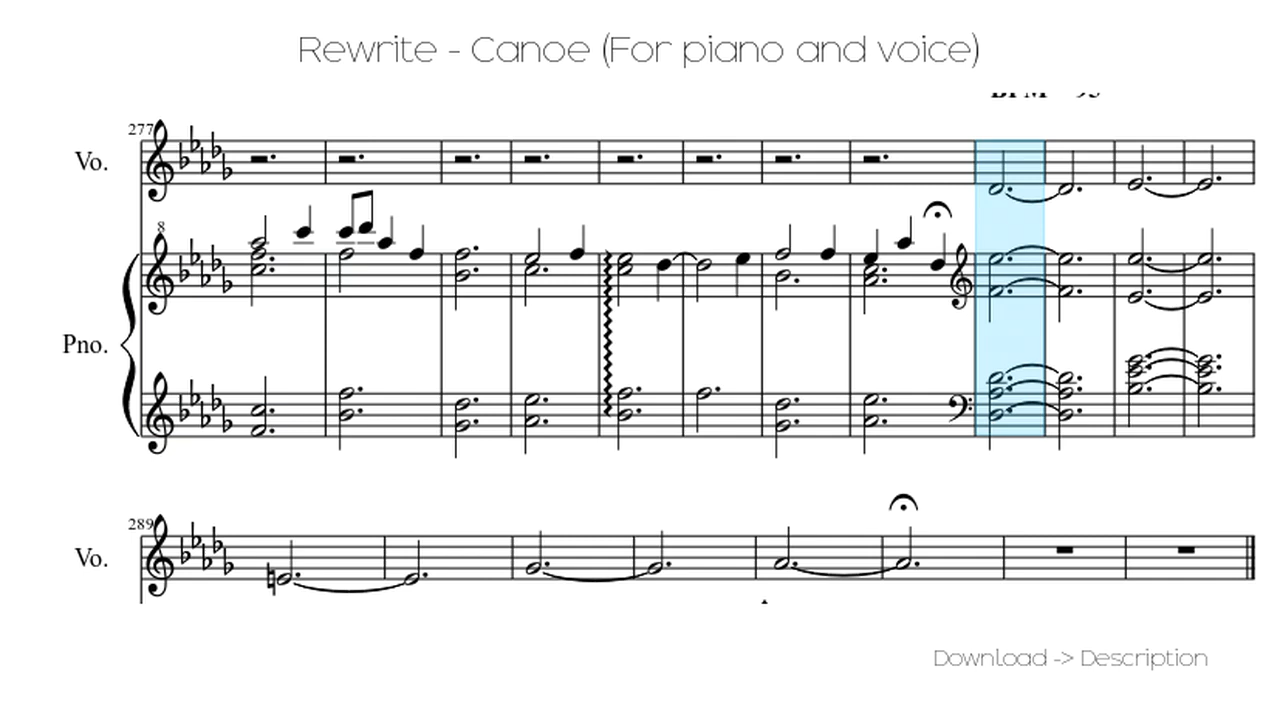 Rewrite - Canoe (For piano and voice)
277
Vo.
8
Pno.
289
Vo.
Download -> Description